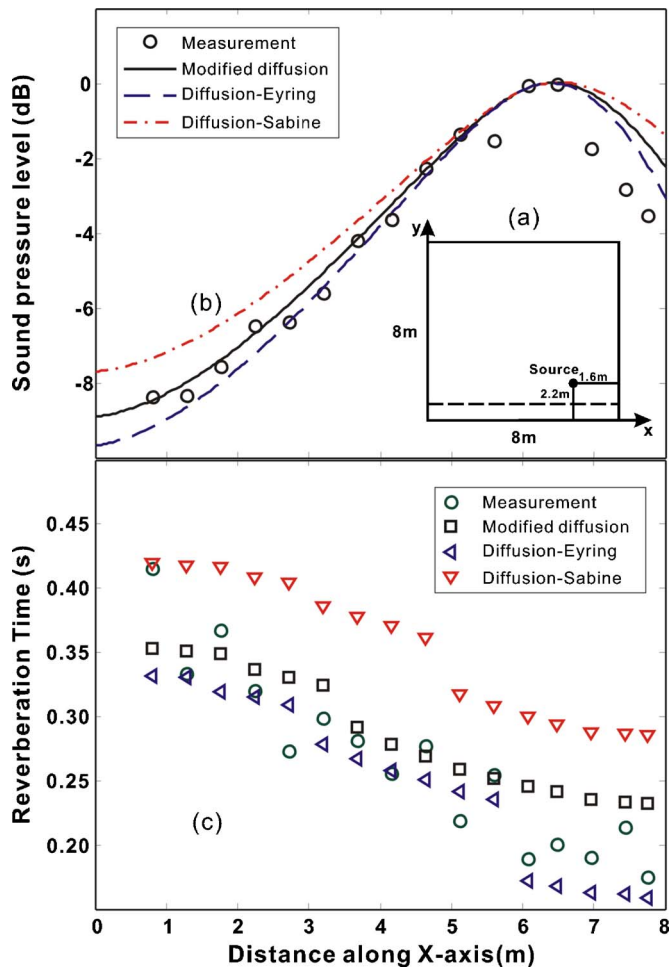 Sound pressure level (dB)
0
-2
-4
-6
-8
Measurement
Modified diffusion
Diffusion-Eyring
Diffusion-Sabine
(b)
(a)
y
8m
Source
1.6m
2.2m
8m
x
Reverberation Time (s)
0.45
0.40
0.35
0.30
0.25
0.20
Measurement
Modified diffusion
Diffusion-Eyring
Diffusion-Sabine
(c)
0 1 2 3 4 5 6 7 8
Distance along X-axis(m)